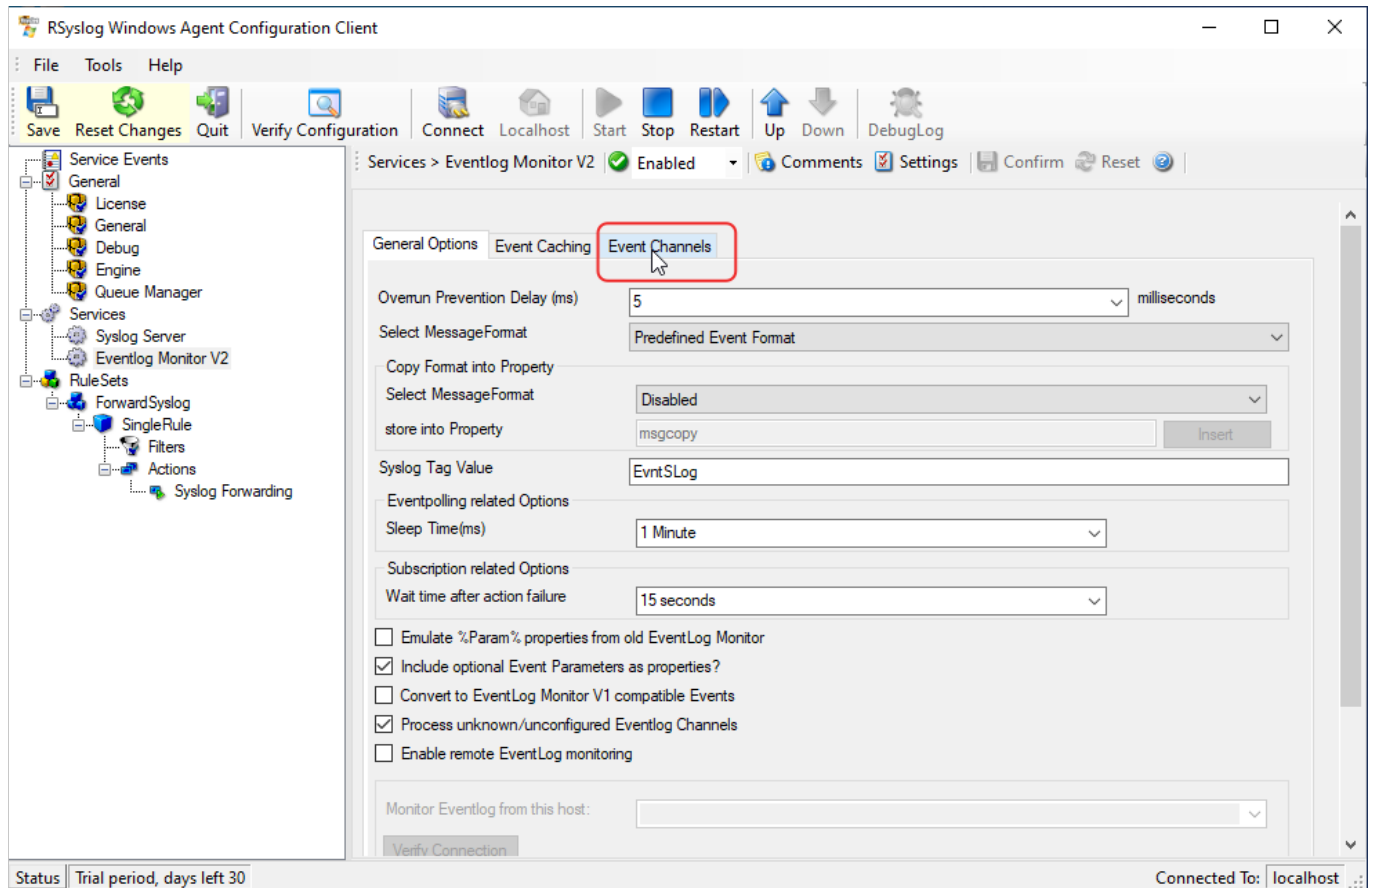 RSyslog Windows Agent Configuration Client
File Tools Help
Save Reset Changes Quit Verify Configuration Connect Localhost Start Stop Restart Up Down DebugLog
Service Events
General
License
General
Debug
Engine
Queue Manager
Services
Syslog Server
Eventlog Monitor V2
RuleSets
ForwardSyslog
SingleRule
Filters
Actions
Syslog Forwarding
Services > Eventlog Monitor V2 Enabled Comments Settings Confirm Reset
General Options Event Caching Event Channels
Overrun Prevention Delay (ms) 5 milliseconds
Select MessageFormat Predefined Event Format
Copy Format into Property
Select MessageFormat Disabled
store into Property msgcopy Insert
Syslog Tag Value EvntSLog
Eventpolling related Options
Sleep Time(ms) 1 Minute
Subscription related Options
Wait time after action failure 15 seconds
Emulate %Param% properties from old EventLog Monitor
Include optional Event Parameters as properties?
Convert to EventLog Monitor V1 compatible Events
Process unknown/unconfigured Eventlog Channels
Enable remote EventLog monitoring
Monitor Eventlog from this host:
Verify Connection
Status Trial period, days left 30 Connected To: localhost